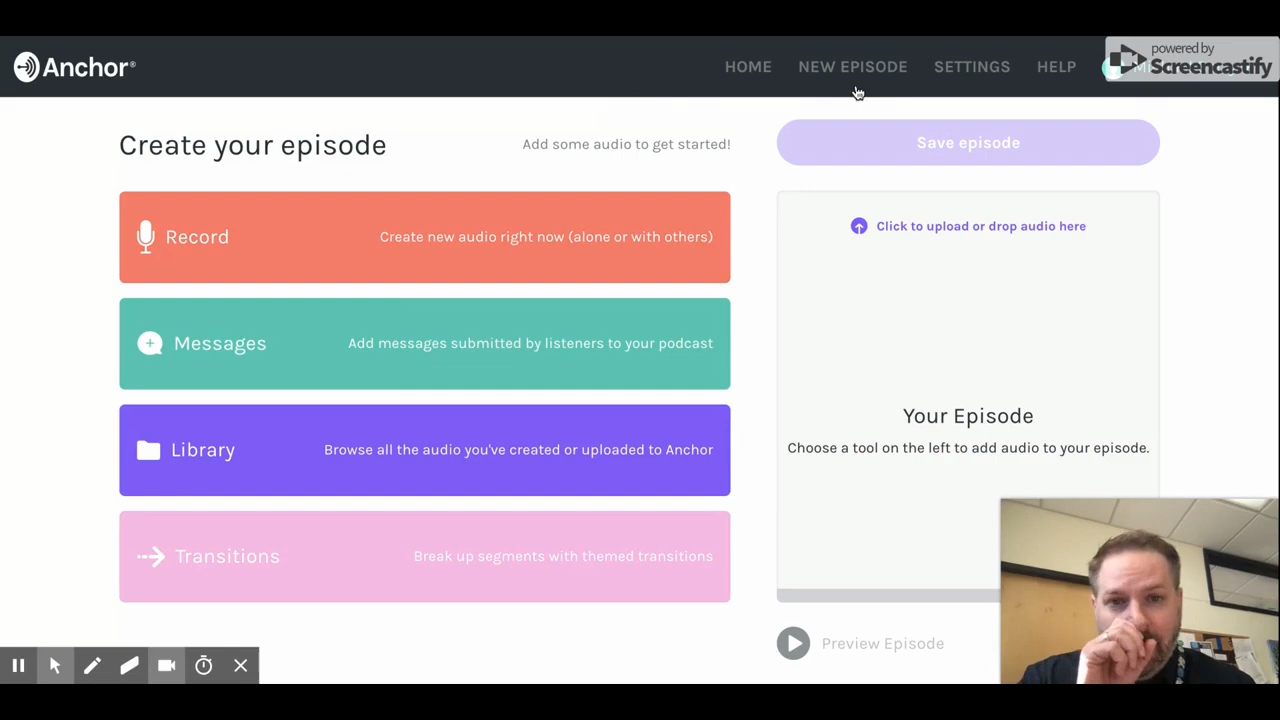 Anchor®
HOME
NEW EPISODE
SETTINGS
HELP
powered by
Screencastify
Create your episode
Add some audio to get started!
Save episode
Record
Create new audio right now (alone or with others)
Click to upload or drop audio here
Messages
Add messages submitted by listeners to your podcast
Library
Browse all the audio you've created or uploaded to Anchor
Your Episode
Choose a tool on the left to add audio to your episode.
Transitions
Break up segments with themed transitions
Preview Episode